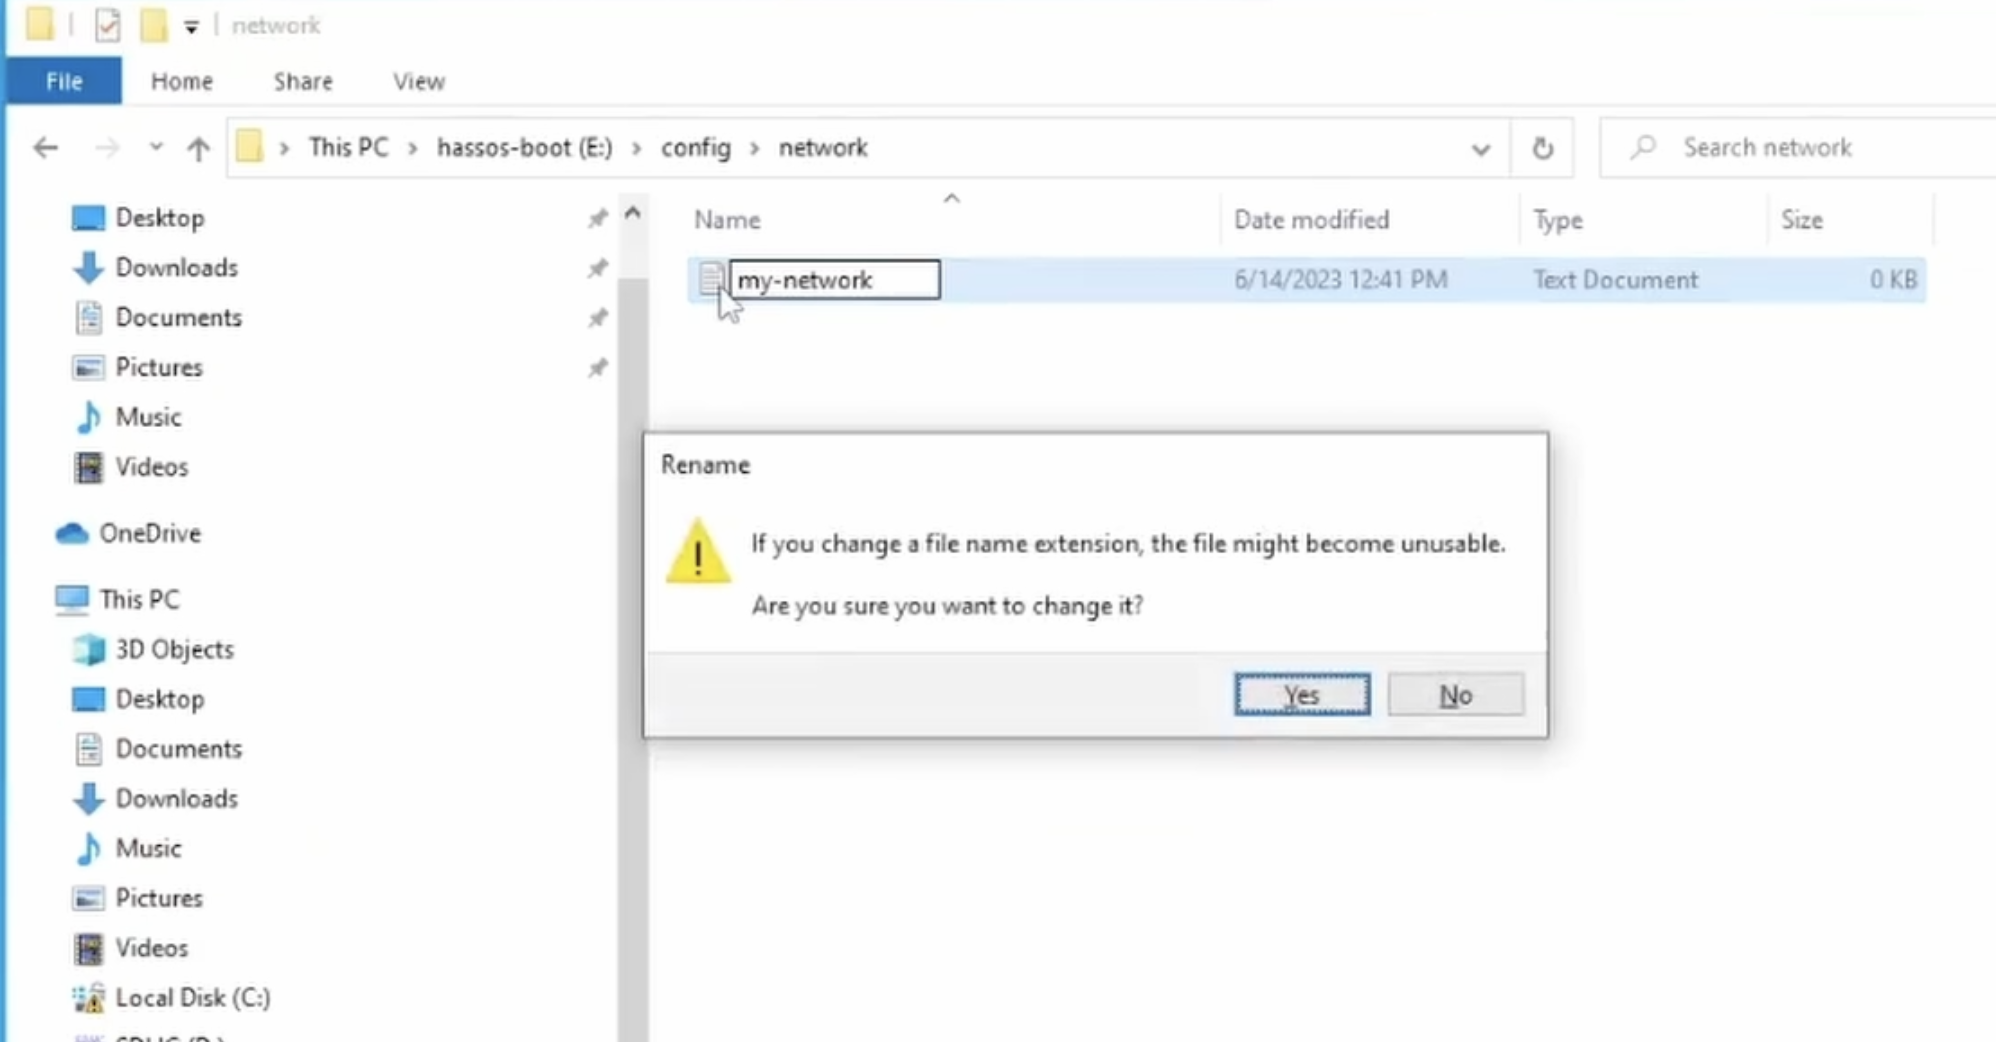 network
File Home Share View
This PC hassos-boot (E:) config network
Search network
Name Date modified Type Size
my-network 6/14/2023 12:41 PM Text Document 0 KB
Desktop
Downloads
Documents
Pictures
Music
Videos
OneDrive
This PC
3D Objects
Desktop
Documents
Downloads
Music
Pictures
Videos
Local Disk (C:)
Rename
If you change a file name extension, the file might become unusable.
Are you sure you want to change it?
Yes No